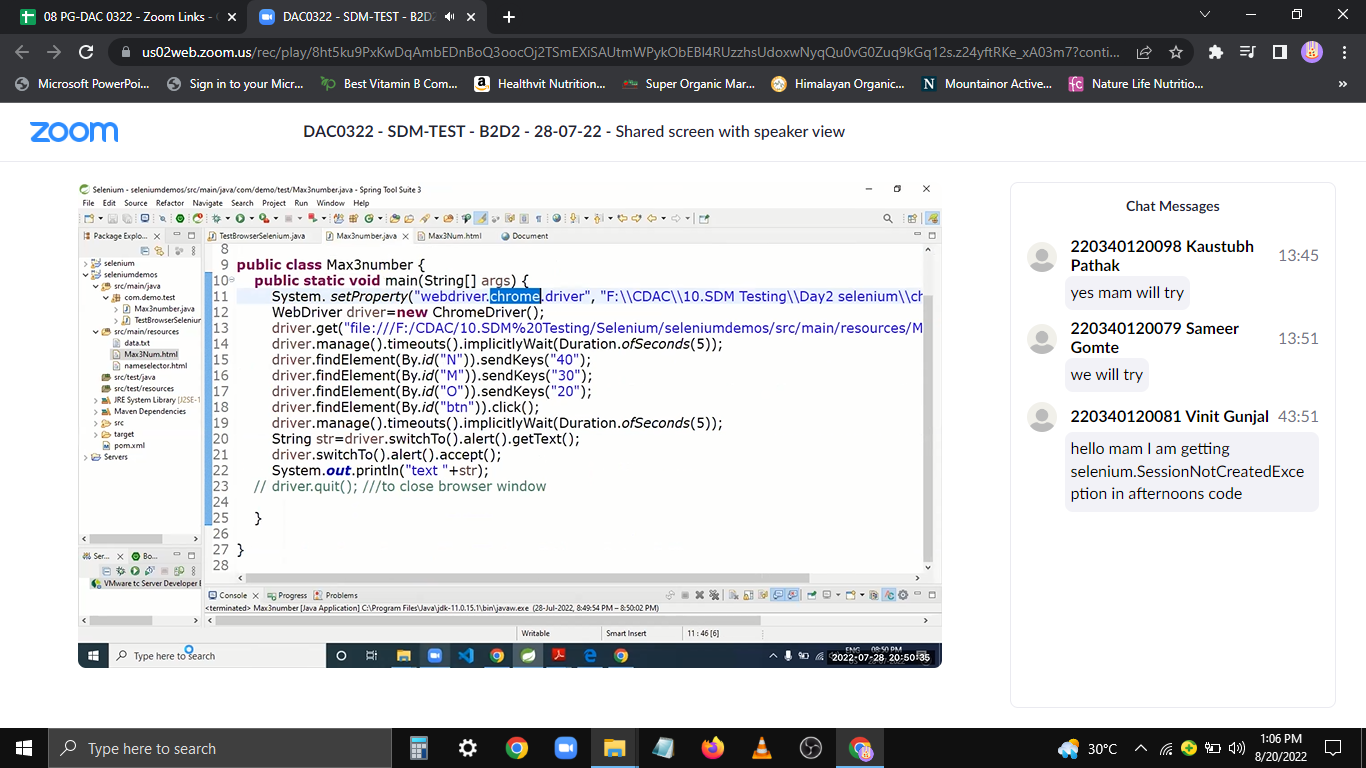 08 PG-DAC 0322 - Zoom Links -
DAC0322 - SDM-TEST - B2D2
us02web.zoom.us/rec/play/8ht5ku9PxKwDqAmbEDnBoQ3oocOj2TSmEXiSAUtmWPykObEBl4RUzzhsUdoxwNyqQu0vG0Zuq9kGq12s.z24yftRKe_xA03m7?conti...
Microsoft PowerPoi...
Sign in to your Micr...
Best Vitamin B Com...
Healthvit Nutrition...
Super Organic Mar...
Himalayan Organic...
Mountainor Active...
Nature Life Nutritio...
zoom
DAC0322 - SDM-TEST - B2D2 - 28-07-22 - Shared screen with speaker view
Selenium - seleniumdemos/src/main/java/com/demo/test/Max3number.java - Spring Tool Suite 3
File Edit Source Refactor Navigate Search Project Run Window Help
Package Explo...
selenium
seleniumdemos
src/main/java
com.demo.test
Max3number.java
TestBrowserSelenium.
src/main/resources
data.txt
Max3Num.html
nameselector.html
src/test/java
src/test/resources
JRE System Library [J2SE-1
Maven Dependencies
src
target
pom.xml
Servers
Ser... Bo...
VMware tc Server Developer E
TestBrowserSelenium.java Max3number.java Max3Num.html Document
8
9 public class Max3number {
10 public static void main(String[] args) {
11 System. setProperty("webdriver.chrome.driver", "F:\\CDAC\\10.SDM Testing\\Day2 selenium\\ch
12 WebDriver driver=new ChromeDriver();
13 driver.get("file:///F:/CDAC/10.SDM%20Testing/Selenium/seleniumdemos/src/main/resources/M
14 driver.manage().timeouts().implicitlyWait(Duration.ofSeconds(5));
15 driver.findElement(By.id("N")).sendKeys("40");
16 driver.findElement(By.id("M")).sendKeys("30");
17 driver.findElement(By.id("O")).sendKeys("20");
18 driver.findElement(By.id("btn")).click();
19 driver.manage().timeouts().implicitlyWait(Duration.ofSeconds(5));
20 String str=driver.switchTo().alert().getText();
21 driver.switchTo().alert().accept();
22 System.out.println("text "+str);
23 // driver.quit(); ///to close browser window
24
25 }
26
27 }
28
Console Progress Problems
<terminated> Max3number [Java Application] C:\Program Files\Java\jdk-11.0.15.1\bin\javaw.exe (28-Jul-2022, 8:49:54 PM – 8:50:02 PM)
Writable Smart Insert 11 : 46 [6]
Type here to search
2022-07-28 20:50:35
Chat Messages
220340120098 Kaustubh
Pathak 13:45
yes mam will try
220340120079 Sameer
Gomte 13:51
we will try
220340120081 Vinit Gunjal 43:51
hello mam I am getting
selenium.SessionNotCreatedExce
ption in afternoons code
Type here to search
30°C
1:06 PM
8/20/2022